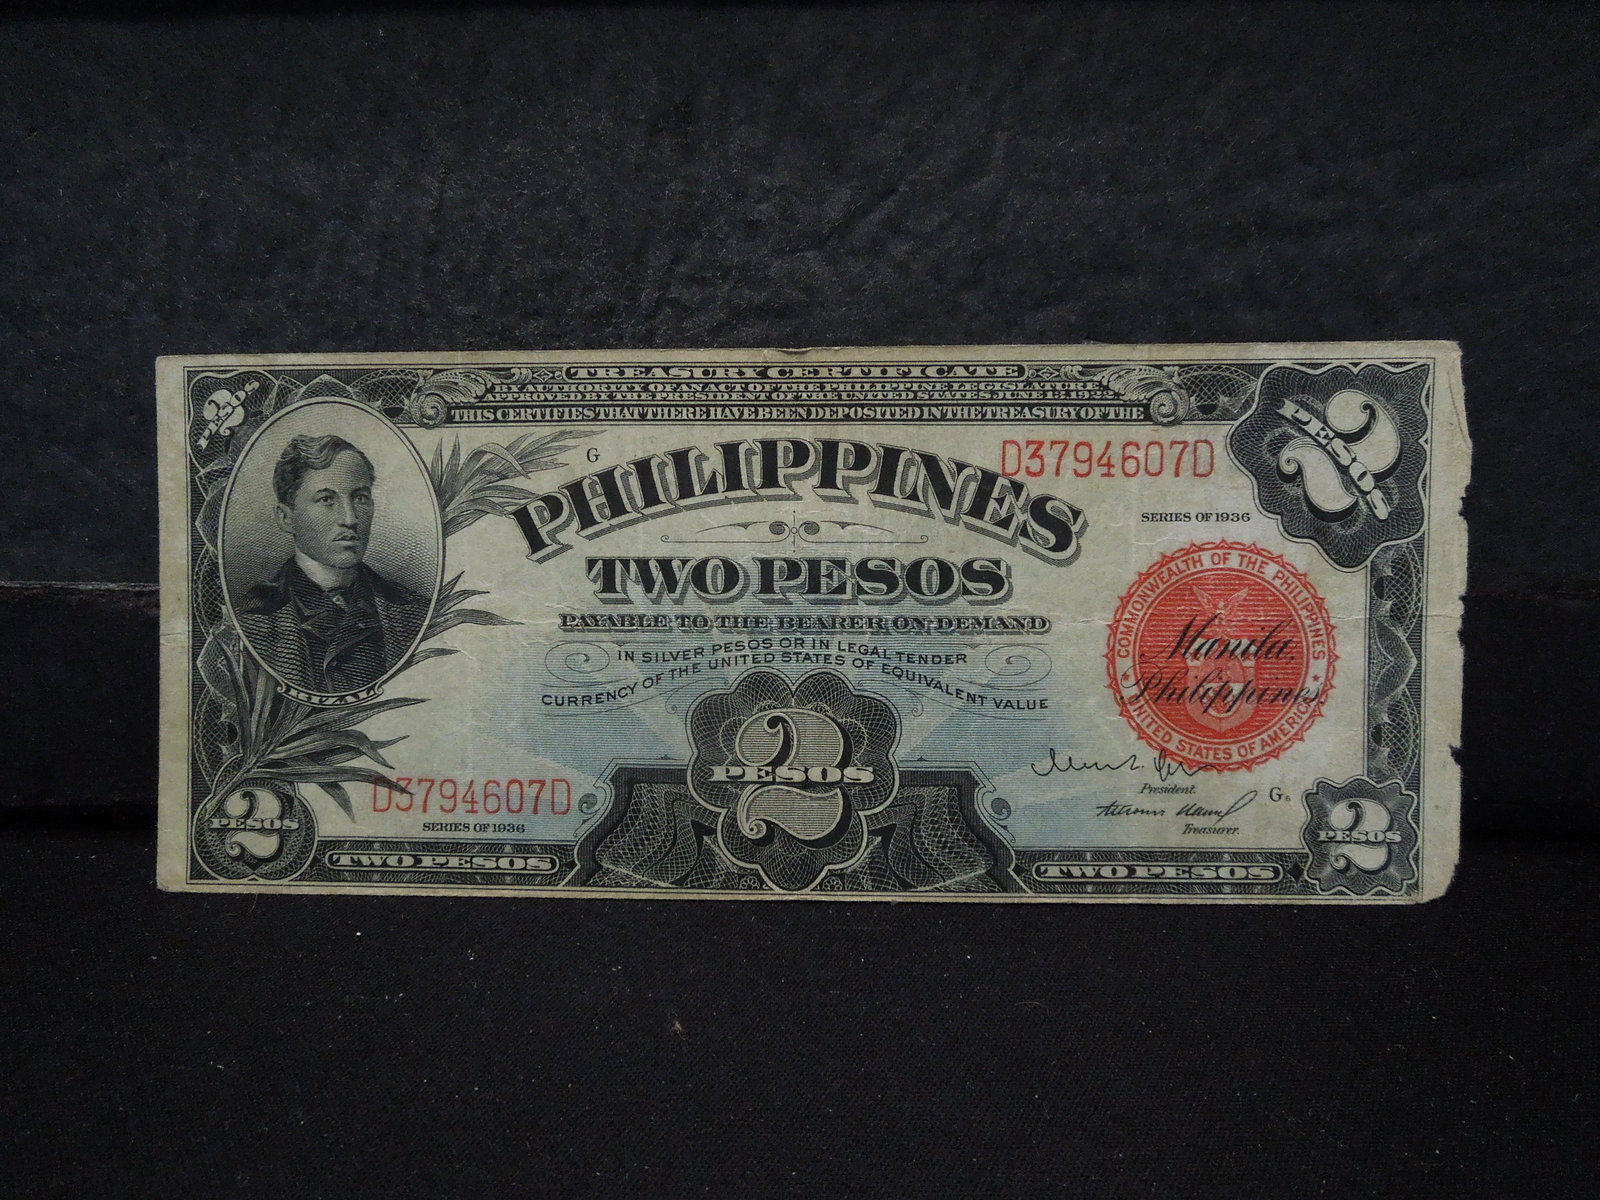 2
PESO
TREASURY CERTIFICATE
BY AUTHORITY OF AN ACT OF THE PHILIPPINE LEGISLATURE
APPROVED BY THE PRESIDENT OF THE UNITED STATES, JUNE 13, 1922
THIS CERTIFIES THAT THERE HAVE BEEN DEPOSITED IN THE TREASURY OF THE
2
PESOS
G
PHILIPPINES
D3794607D
SERIES OF 1936
TWO PESOS
PAYABLE TO THE BEARER ON DEMAND
IN SILVER PESOS OR IN LEGAL TENDER
CURRENCY OF THE UNITED STATES OF EQUIVALENT VALUE
RIZAL
COMMONWEALTH OF THE PHILIPPINES
Manila,
Philippines.
UNITED STATES OF AMERICA
2
PESOS
D3794607D
SERIES OF 1936
President.
G
Treasurer.
2
PESOS
TWO PESOS
TWO PESOS
2
PESOS